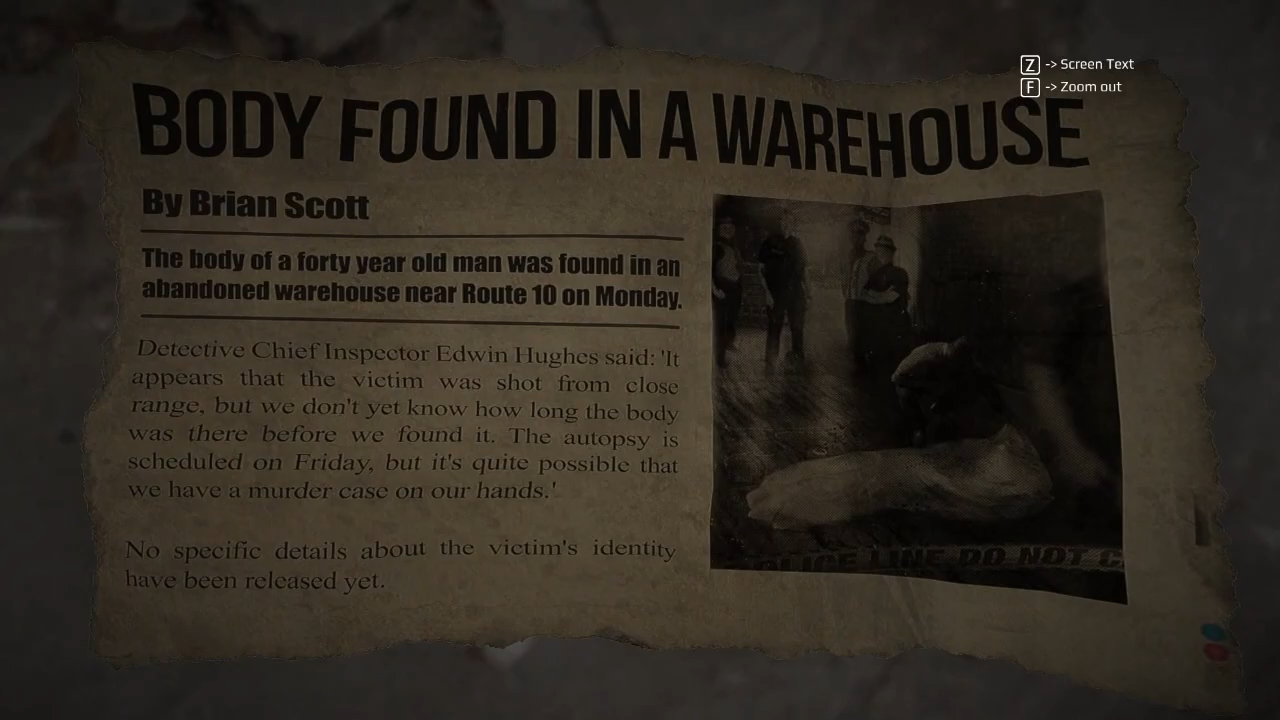 Z -> Screen Text
F -> Zoom out
BODY FOUND IN A WAREHOUSE
By Brian Scott
The body of a forty year old man was found in an
abandoned warehouse near Route 10 on Monday.
Detective Chief Inspector Edwin Hughes said: 'It
appears that the victim was shot from close
range, but we don't yet know how long the body
was there before we found it. The autopsy is
scheduled on Friday, but it's quite possible that
we have a murder case on our hands.'
No specific details about the victim's identity
have been released yet.
POLICE LINE DO NOT C